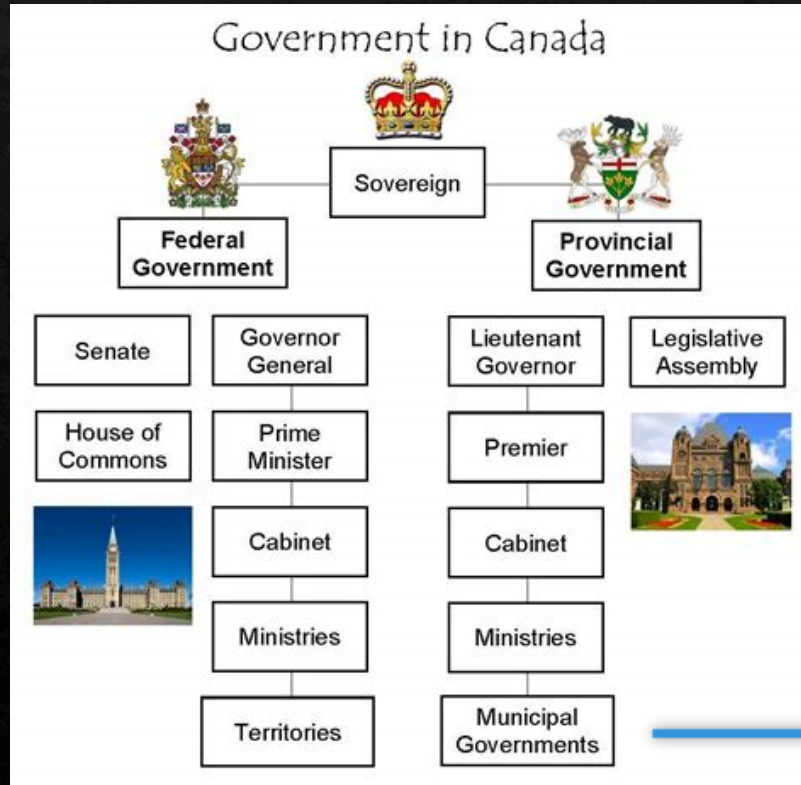 Government in Canada
Sovereign
Federal
Government
Provincial
Government
Senate
Governor
General
Lieutenant
Governor
Legislative
Assembly
House of
Commons
Prime
Minister
Premier
Cabinet
Cabinet
Ministries
Ministries
Territories
Municipal
Governments